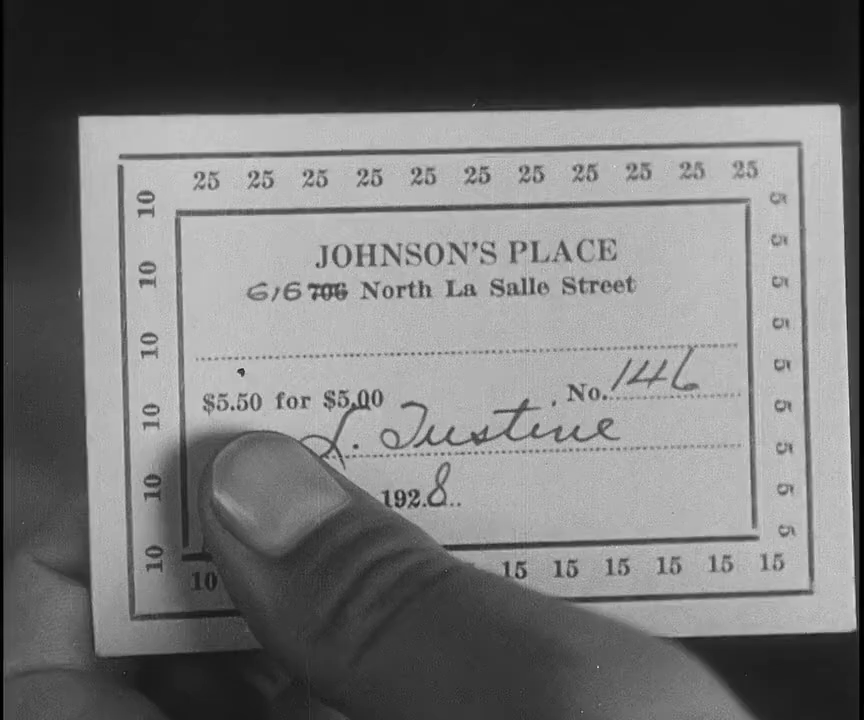 25 25 25 25 25 25 25 25 25 25 25
10 10 10 10 10 10
5 5 5 5 5 5 5 5 5
JOHNSON'S PLACE
616 706 North La Salle Street
$5.50 for $5.00 No. 146
J. Tustine
192.8..
10 15 15 15 15 15 15